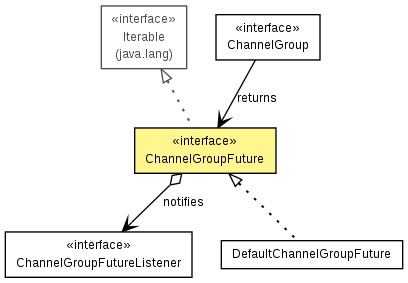 «interface»
Iterable
(java.lang)
«interface»
ChannelGroup
returns
«interface»
ChannelGroupFuture
notifies
«interface»
ChannelGroupFutureListener
DefaultChannelGroupFuture